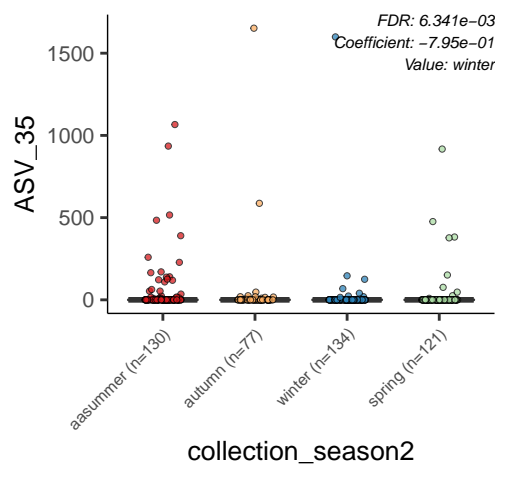 FDR: 6.341e−03
Coefficient: −7.95e−01
Value: winter
1500
1000
500
0
ASV_35
aasummer (n=130)
autumn (n=77)
winter (n=134)
spring (n=121)
collection_season2